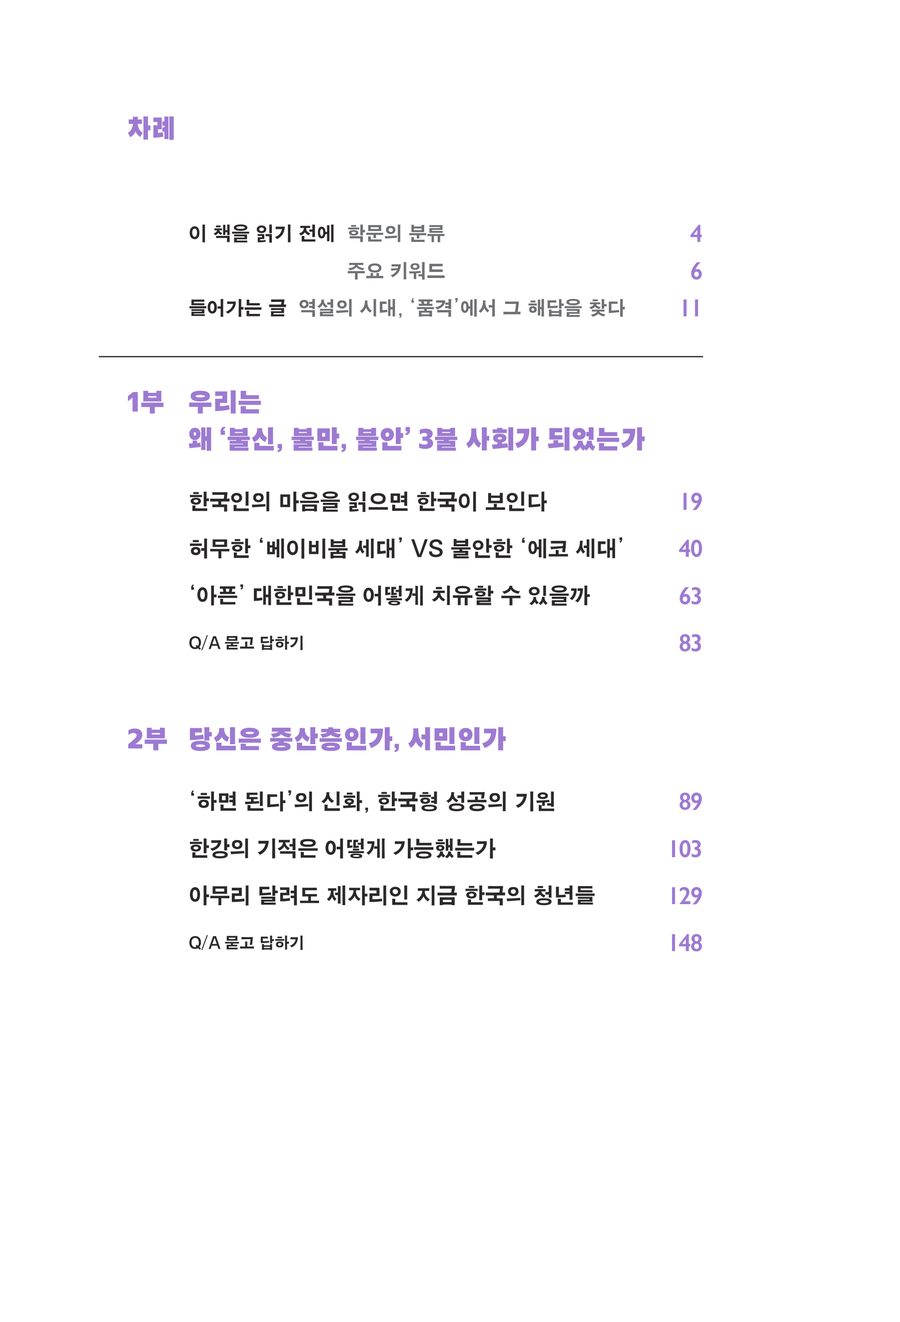 차례
이 책을 읽기 전에 학문의 분류 4
주요 키워드 6
들어가는 글 역설의 시대, ‘품격’에서 그 해답을 찾다 11
1부 우리는
왜 ‘불신, 불만, 불안’ 3불 사회가 되었는가
한국인의 마음을 읽으면 한국이 보인다 19
허무한 ‘베이비붐 세대’ VS 불안한 ‘에코 세대’ 40
‘아픈’ 대한민국을 어떻게 치유할 수 있을까 63
Q/A 묻고 답하기 83
2부 당신은 중산층인가, 서민인가
‘하면 된다’의 신화, 한국형 성공의 기원 89
한강의 기적은 어떻게 가능했는가 103
아무리 달려도 제자리인 지금 한국의 청년들 129
Q/A 묻고 답하기 148